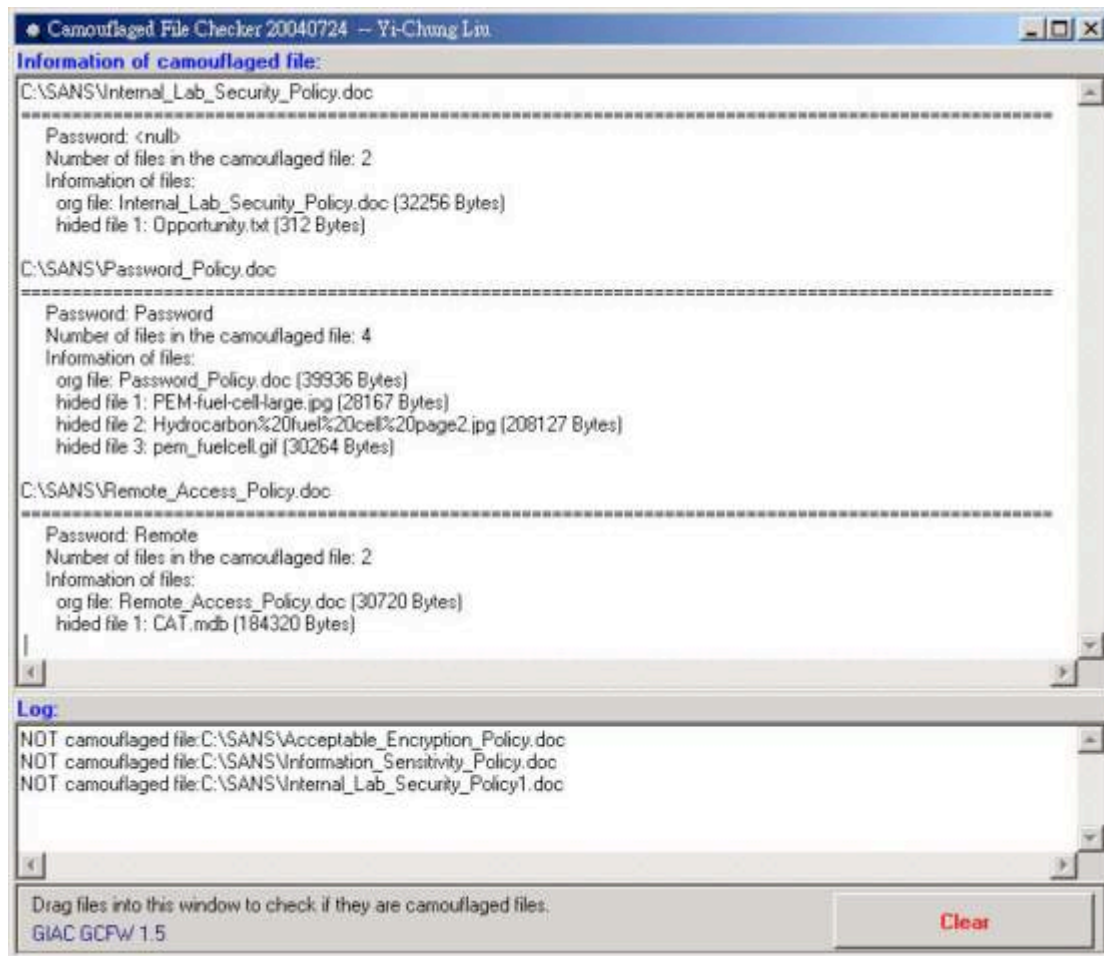 Camouflaged File Checker 20040724 -- Yi-Chung Liu
Information of camouflaged file:
C:\SANS\Internal_Lab_Security_Policy.doc
================================================================================
Password: <null>
Number of files in the camouflaged file: 2
Information of files:
org file: Internal_Lab_Security_Policy.doc (32256 Bytes)
hided file 1: Opportunity.txt (312 Bytes)
C:\SANS\Password_Policy.doc
================================================================================
Password: Password
Number of files in the camouflaged file: 4
Information of files:
org file: Password_Policy.doc (39936 Bytes)
hided file 1: PEM-fuel-cell-large.jpg (28167 Bytes)
hided file 2: Hydrocarbon%20fuel%20cell%20page2.jpg (208127 Bytes)
hided file 3: pem_fuelcell.gif (30264 Bytes)
C:\SANS\Remote_Access_Policy.doc
================================================================================
Password: Remote
Number of files in the camouflaged file: 2
Information of files:
org file: Remote_Access_Policy.doc (30720 Bytes)
hided file 1: CAT.mdb (184320 Bytes)
Log:
NOT camouflaged file:C:\SANS\Acceptable_Encryption_Policy.doc
NOT camouflaged file:C:\SANS\Information_Sensitivity_Policy.doc
NOT camouflaged file:C:\SANS\Internal_Lab_Security_Policy1.doc
Drag files into this window to check if they are camouflaged files.
GIAC GCFW 1.5
Clear